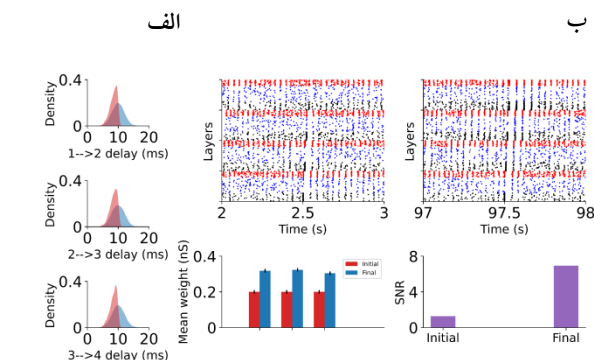 الف
ب
0.4
Density
0
0 10 20
1-->2 delay (ms)
0.4
Density
0
0 10 20
2-->3 delay (ms)
0.4
Density
0
0 10 20
3-->4 delay (ms)
Layers
2 2.5 3
Time (s)
Layers
97 97.5 98
Time (s)
Mean weight (nS)
0.4
0.2
0
Initial
Final
SNR
8
4
0
Initial Final